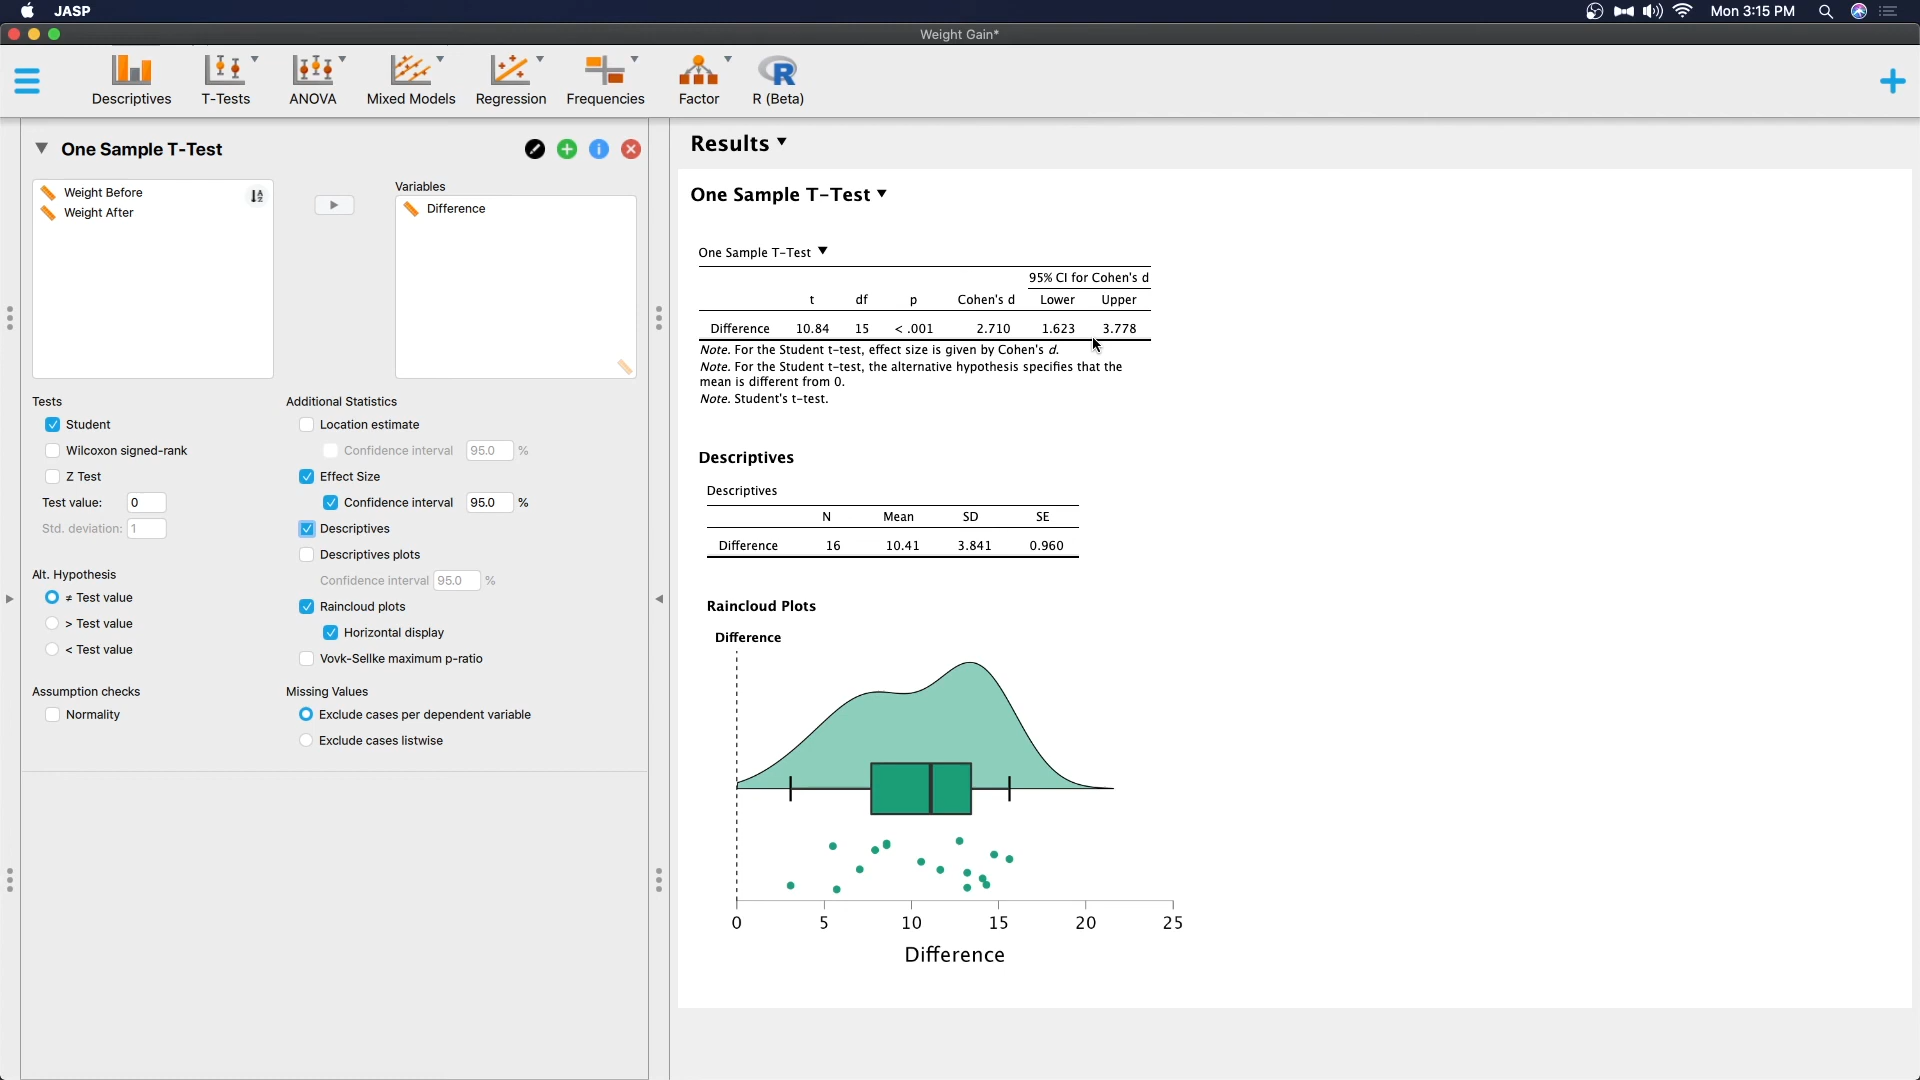 JASP
Mon 3:15 PM
Weight Gain*
Descriptives T-Tests ANOVA Mixed Models Regression Frequencies Factor R (Beta)
One Sample T-Test
Weight Before
Weight After
Variables
Difference
Tests
Student
Wilcoxon signed-rank
Z Test
Test value: 0
Std. deviation: 1
Alt. Hypothesis
≠ Test value
> Test value
< Test value
Assumption checks
Normality
Additional Statistics
Location estimate
Confidence interval 95.0 %
Effect Size
Confidence interval 95.0 %
Descriptives
Descriptives plots
Confidence interval 95.0 %
Raincloud plots
Horizontal display
Vovk-Sellke maximum p-ratio
Missing Values
Exclude cases per dependent variable
Exclude cases listwise
Results
One Sample T-Test
One Sample T-Test
95% CI for Cohen's d
t df p Cohen's d Lower Upper
Difference 10.84 15 < .001 2.710 1.623 3.778
Note. For the Student t-test, effect size is given by Cohen's d.
Note. For the Student t-test, the alternative hypothesis specifies that the
mean is different from 0.
Note. Student's t-test.
Descriptives
Descriptives
N Mean SD SE
Difference 16 10.41 3.841 0.960
Raincloud Plots
Difference
0 5 10 15 20 25
Difference